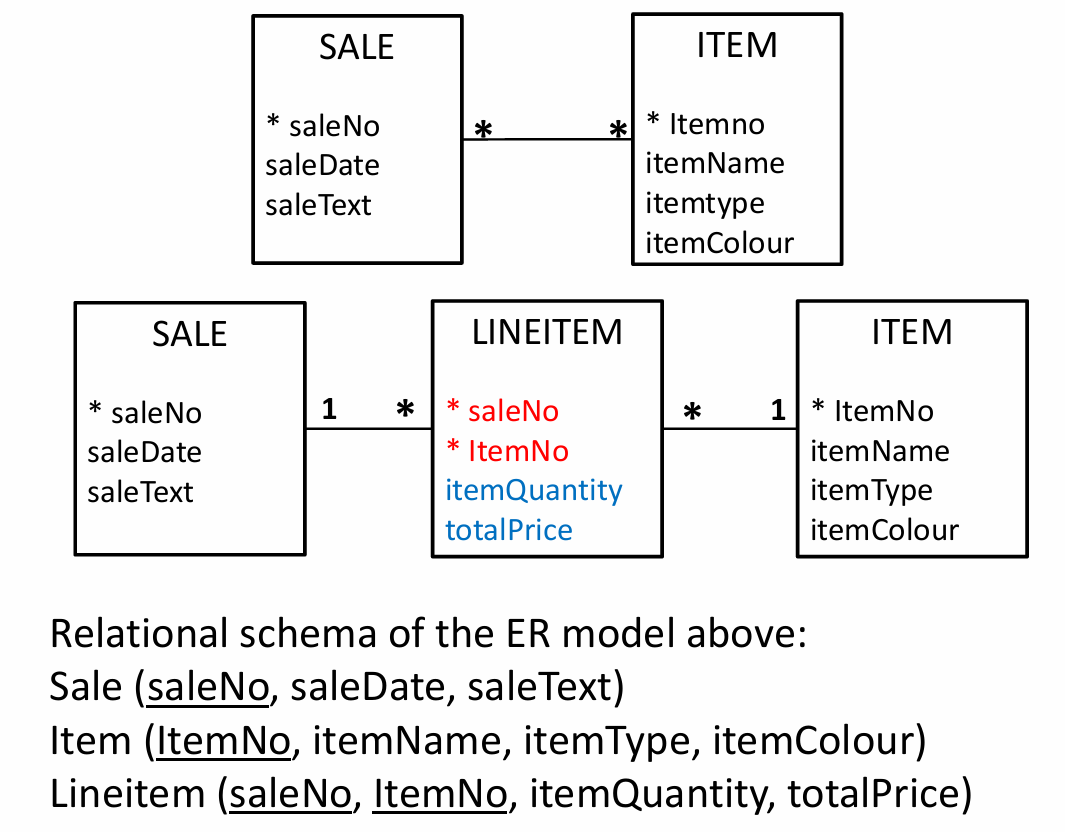 SALE
* saleNo
saleDate
saleText
* *
ITEM
* Itemno
itemName
itemtype
itemColour
SALE
* saleNo
saleDate
saleText
1 *
LINEITEM
* saleNo
* ItemNo
itemQuantity
totalPrice
* 1
ITEM
* ItemNo
itemName
itemType
itemColour
Relational schema of the ER model above:
Sale (saleNo, saleDate, saleText)
Item (ItemNo, itemName, itemType, itemColour)
Lineitem (saleNo, ItemNo, itemQuantity, totalPrice)